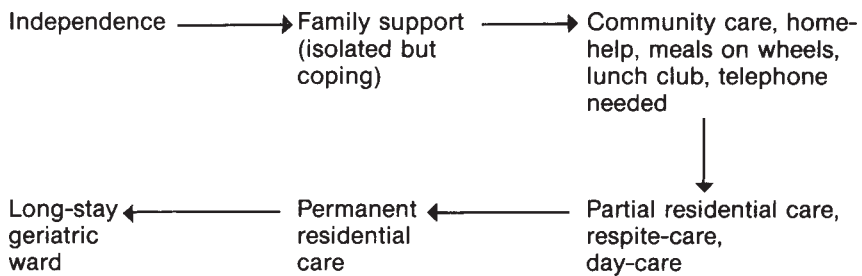 Independence
Family support
(isolated but
coping)
Community care, home-
help, meals on wheels,
lunch club, telephone
needed
Partial residential care,
respite-care,
day-care
Permanent
residential
care
Long-stay
geriatric
ward